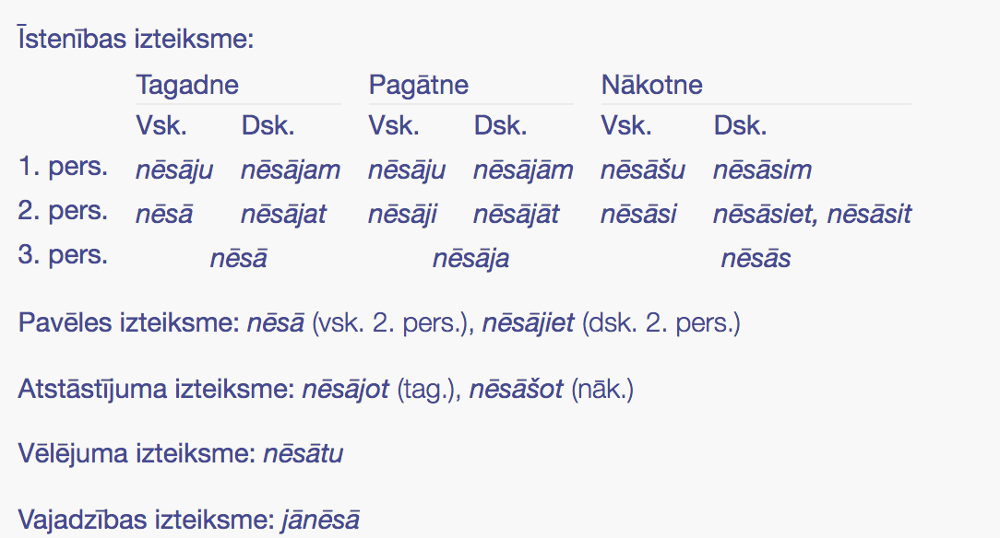 Īstenības izteiksme:
Tagadne Pagātne Nākotne
Vsk. Dsk. Vsk. Dsk. Vsk. Dsk.
1. pers. nēsāju nēsājam nēsāju nēsājām nēsāšu nēsāsim
2. pers. nēsā nēsājat nēsāji nēsājāt nēsāsi nēsāsiet, nēsāsit
3. pers. nēsā nēsāja nēsās
Pavēles izteiksme: nēsā (vsk. 2. pers.), nēsājiet (dsk. 2. pers.)
Atstāstījuma izteiksme: nēsājot (tag.), nēsāšot (nāk.)
Vēlējuma izteiksme: nēsātu
Vajadzības izteiksme: jānēsā